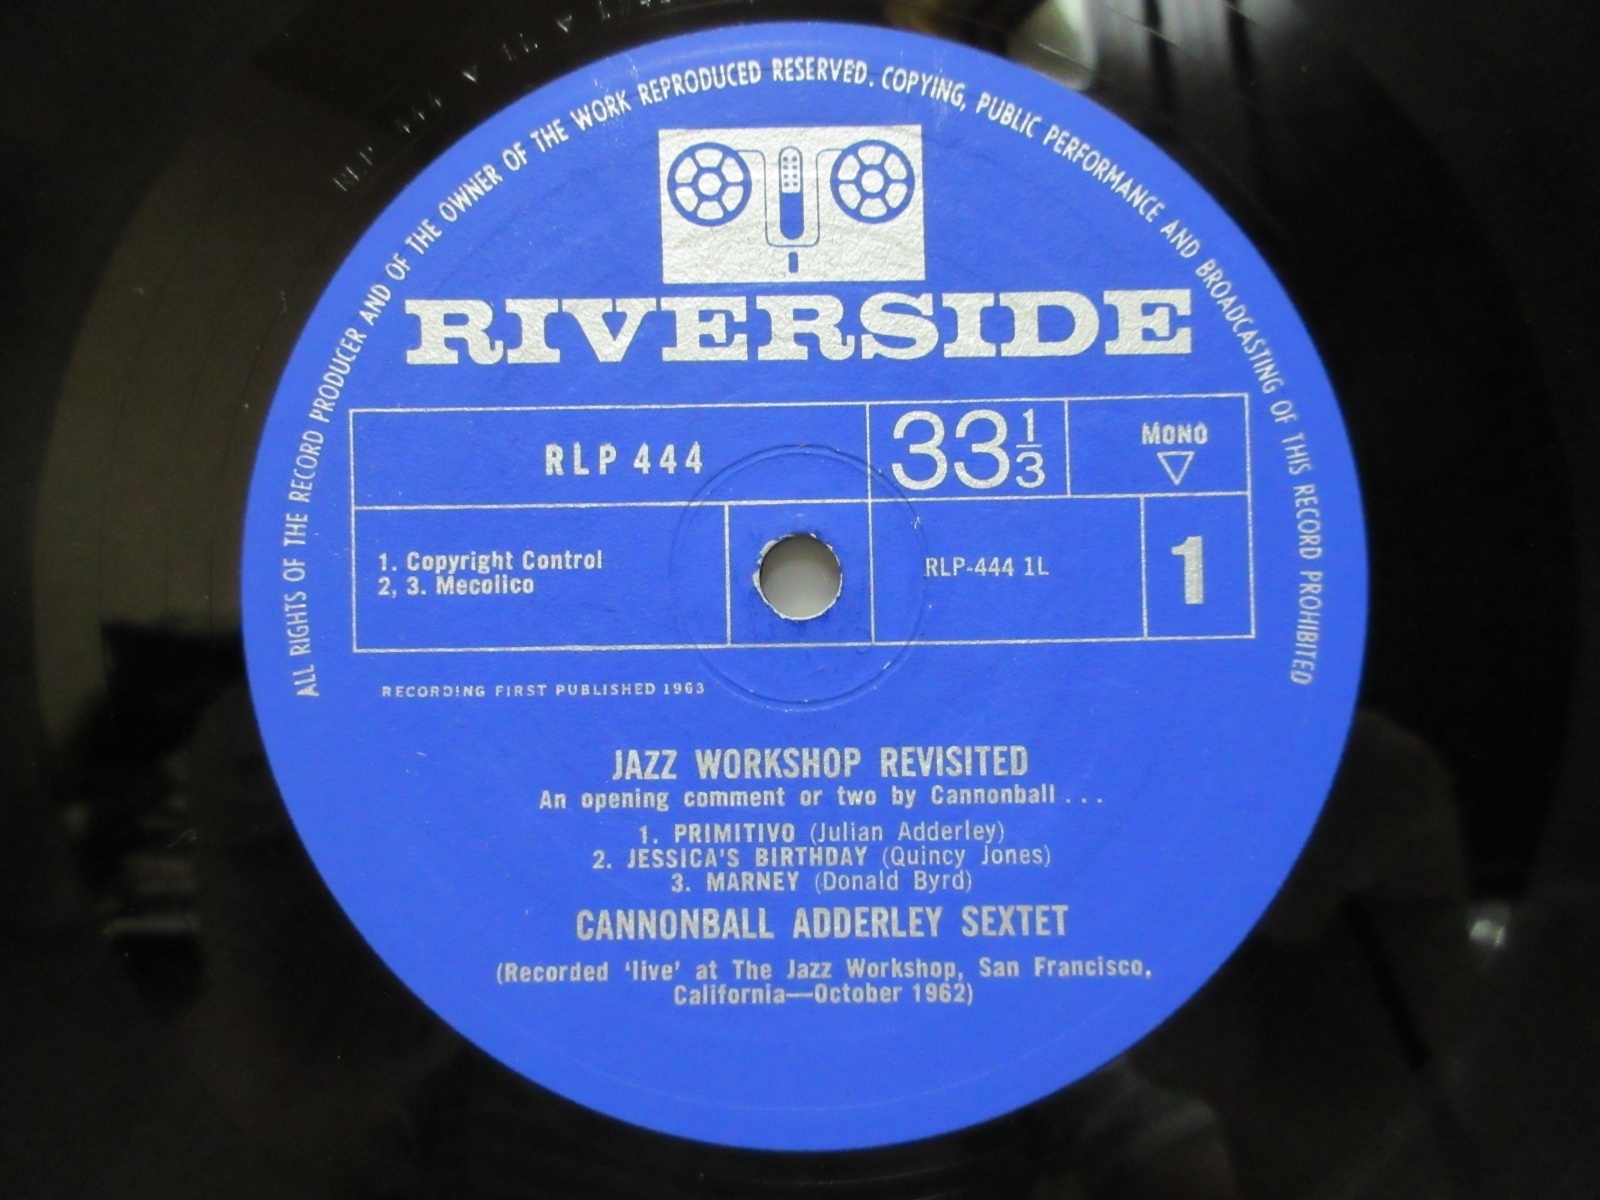 ALL RIGHTS OF THE RECORD PRODUCER AND OF THE OWNER OF THE WORK REPRODUCED RESERVED. COPYING, PUBLIC PERFORMANCE AND BROADCASTING OF THIS RECORD PROHIBITED
RIVERSIDE
RLP 444
33 1/3
MONO
1. Copyright Control
2, 3. Mecolico
RLP-444 1L
1
RECORDING FIRST PUBLISHED 1963
JAZZ WORKSHOP REVISITED
An opening comment or two by Cannonball . . .
1. PRIMITIVO (Julian Adderley)
2. JESSICA'S BIRTHDAY (Quincy Jones)
3. MARNEY (Donald Byrd)
CANNONBALL ADDERLEY SEXTET
(Recorded 'live' at The Jazz Workshop, San Francisco,
California—October 1962)